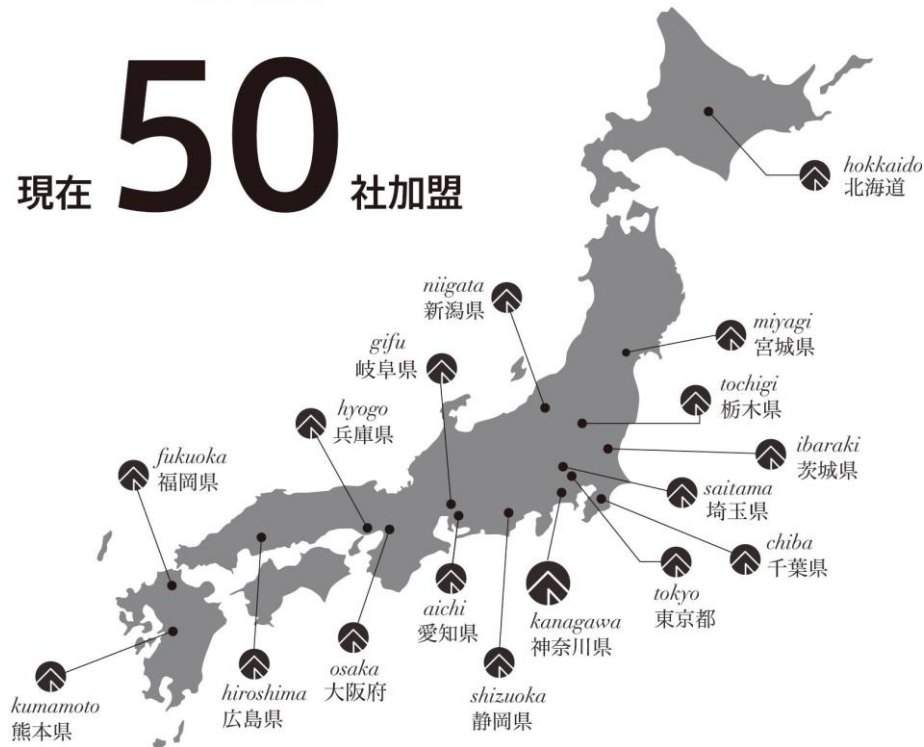 現在 50 社加盟
hokkaido
北海道
niigata
新潟県
miyagi
宮城県
gifu
岐阜県
tochigi
栃木県
hyogo
兵庫県
ibaraki
茨城県
fukuoka
福岡県
saitama
埼玉県
chiba
千葉県
tokyo
東京都
aichi
愛知県
kanagawa
神奈川県
osaka
大阪府
hiroshima
広島県
shizuoka
静岡県
kumamoto
熊本県